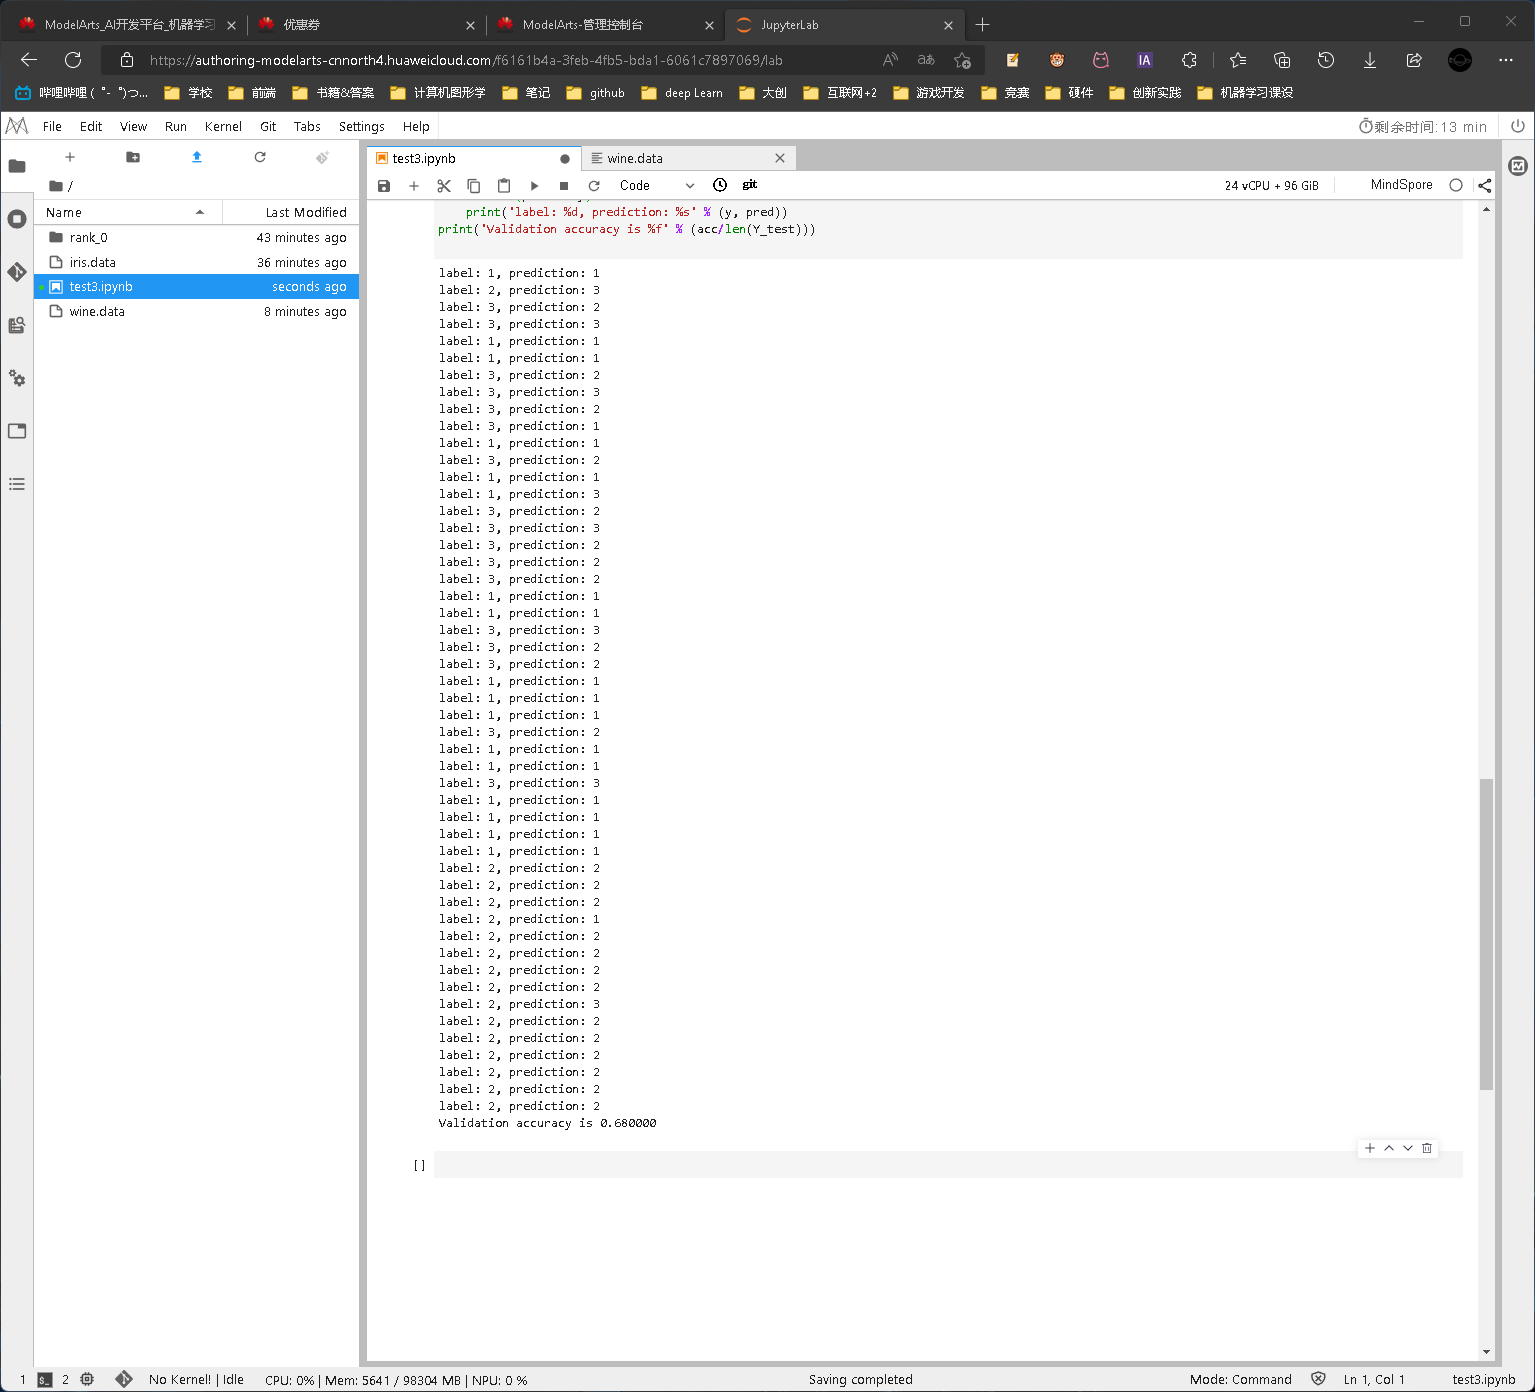 ModelArts_AI开发平台_机器学习
优惠券
ModelArts-管理控制台
JupyterLab
https://authoring-modelarts-cnnorth4.huaweicloud.com/f6161b4a-3feb-4fb5-bda1-6061c7897069/lab
哔哩哔哩 ( ゜- ゜)つ... 学校 前端 书籍&答案 计算机图形学 笔记 github deep Learn 大创 互联网+2 游戏开发 竞赛 硬件 创新实践 机器学习课设
File Edit View Run Kernel Git Tabs Settings Help
剩余时间: 13 min
/
Name Last Modified
rank_0 43 minutes ago
iris.data 36 minutes ago
test3.ipynb seconds ago
wine.data 8 minutes ago
test3.ipynb
wine.data
Code git 24 vCPU + 96 GiB MindSpore
print('label: %d, prediction: %s' % (y, pred))
print('Validation accuracy is %f' % (acc/len(Y_test)))
label: 1, prediction: 1
label: 2, prediction: 3
label: 3, prediction: 2
label: 3, prediction: 3
label: 1, prediction: 1
label: 1, prediction: 1
label: 3, prediction: 2
label: 3, prediction: 3
label: 3, prediction: 2
label: 3, prediction: 1
label: 1, prediction: 1
label: 3, prediction: 2
label: 1, prediction: 1
label: 1, prediction: 3
label: 3, prediction: 2
label: 3, prediction: 3
label: 3, prediction: 2
label: 3, prediction: 2
label: 3, prediction: 2
label: 1, prediction: 1
label: 1, prediction: 1
label: 3, prediction: 3
label: 3, prediction: 2
label: 3, prediction: 2
label: 1, prediction: 1
label: 1, prediction: 1
label: 1, prediction: 1
label: 3, prediction: 2
label: 1, prediction: 1
label: 1, prediction: 1
label: 3, prediction: 3
label: 1, prediction: 1
label: 1, prediction: 1
label: 1, prediction: 1
label: 1, prediction: 1
label: 2, prediction: 2
label: 2, prediction: 2
label: 2, prediction: 2
label: 2, prediction: 1
label: 2, prediction: 2
label: 2, prediction: 2
label: 2, prediction: 2
label: 2, prediction: 2
label: 2, prediction: 3
label: 2, prediction: 2
label: 2, prediction: 2
label: 2, prediction: 2
label: 2, prediction: 2
label: 2, prediction: 2
label: 2, prediction: 2
Validation accuracy is 0.680000
[ ]
1 2 No Kernel! | Idle CPU: 0% | Mem: 5641 / 98304 MB | NPU: 0 % Saving completed Mode: Command Ln 1, Col 1 test3.ipynb